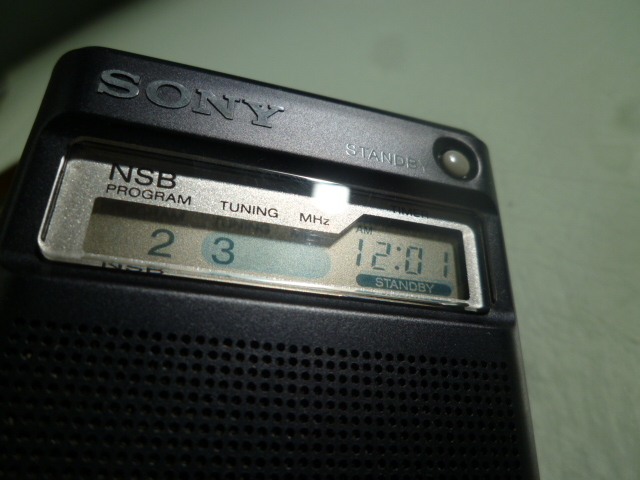 SONY
STANDBY
NSB
PROGRAM TUNING MHz
2 3 AM 12:01
STANDBY